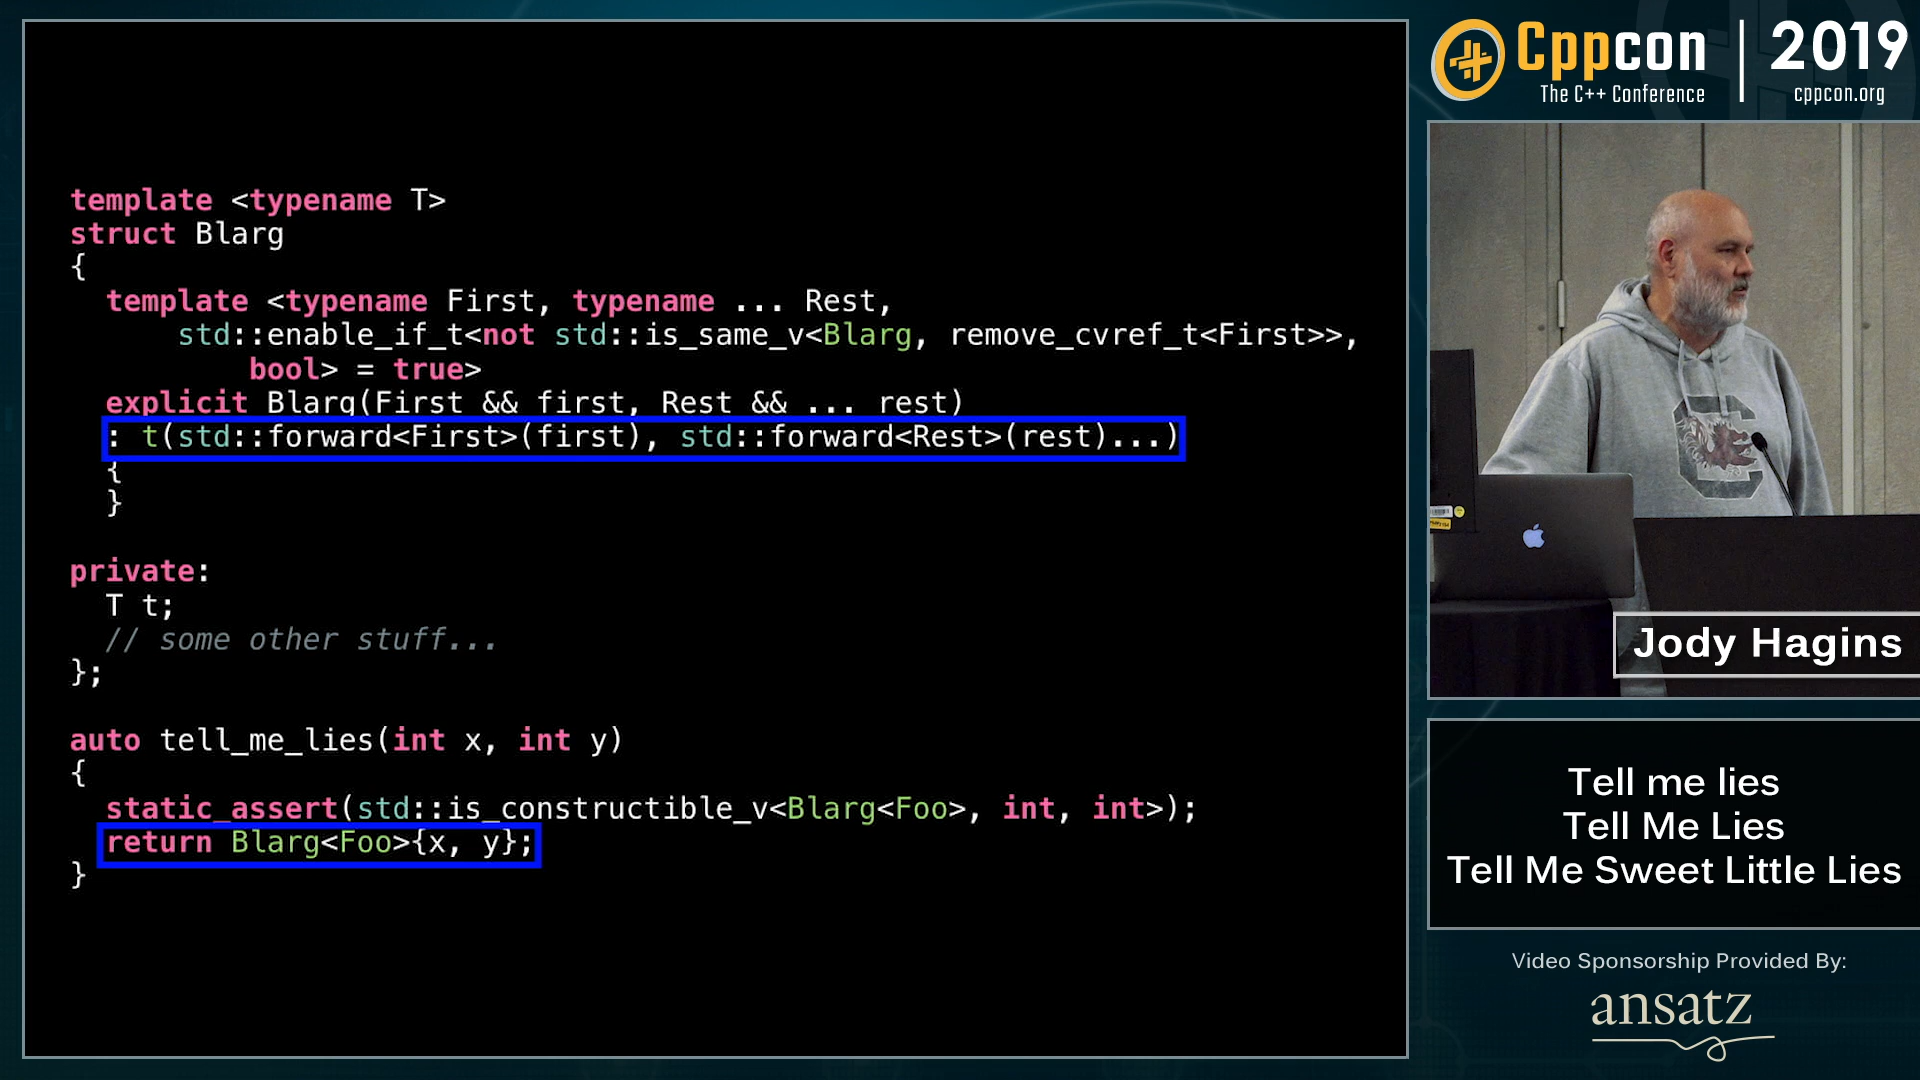 template <typename T>
struct Blarg
{
  template <typename First, typename ... Rest,
      std::enable_if_t<not std::is_same_v<Blarg, remove_cvref_t<First>>,
          bool> = true>
  explicit Blarg(First && first, Rest && ... rest)
  : t(std::forward<First>(first), std::forward<Rest>(rest)...)
  {
  }
private:
  T t;
  // some other stuff...
};
auto tell_me_lies(int x, int y)
{
  static_assert(std::is_constructible_v<Blarg<Foo>, int, int>);
  return Blarg<Foo>{x, y};
}
Cppcon | 2019
The C++ Conference
cppcon.org
Jody Hagins
Tell me lies
Tell Me Lies
Tell Me Sweet Little Lies
Video Sponsorship Provided By:
ansatz